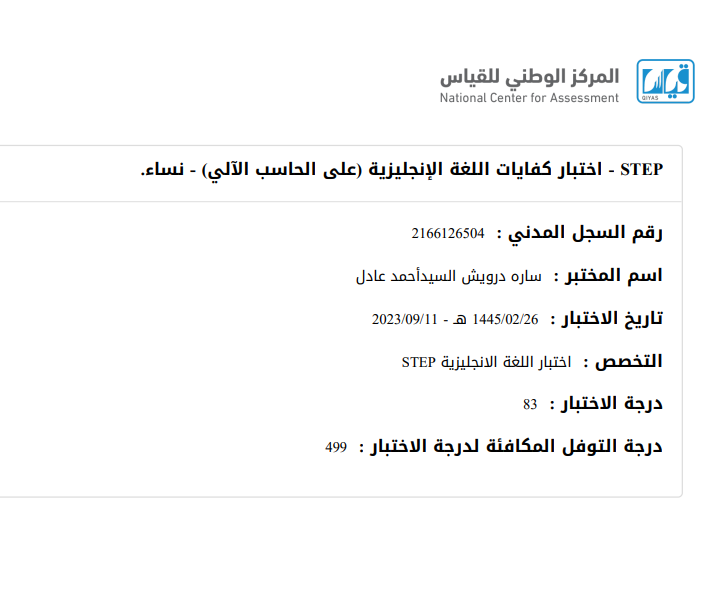 المركز الوطني للقياس
National Center for Assessment
قياس
QIYAS
STEP - اختبار كفايات اللغة الإنجليزية (على الحاسب الآلي) - نساء.
رقم السجل المدني : 2166126504
اسم المختبر : ساره درويش السيدأحمد عادل
تاريخ الاختبار : 1445/02/26 هـ - 2023/09/11
التخصص : اختبار اللغة الانجليزية STEP
درجة الاختبار : 83
درجة التوفل المكافئة لدرجة الاختبار : 499